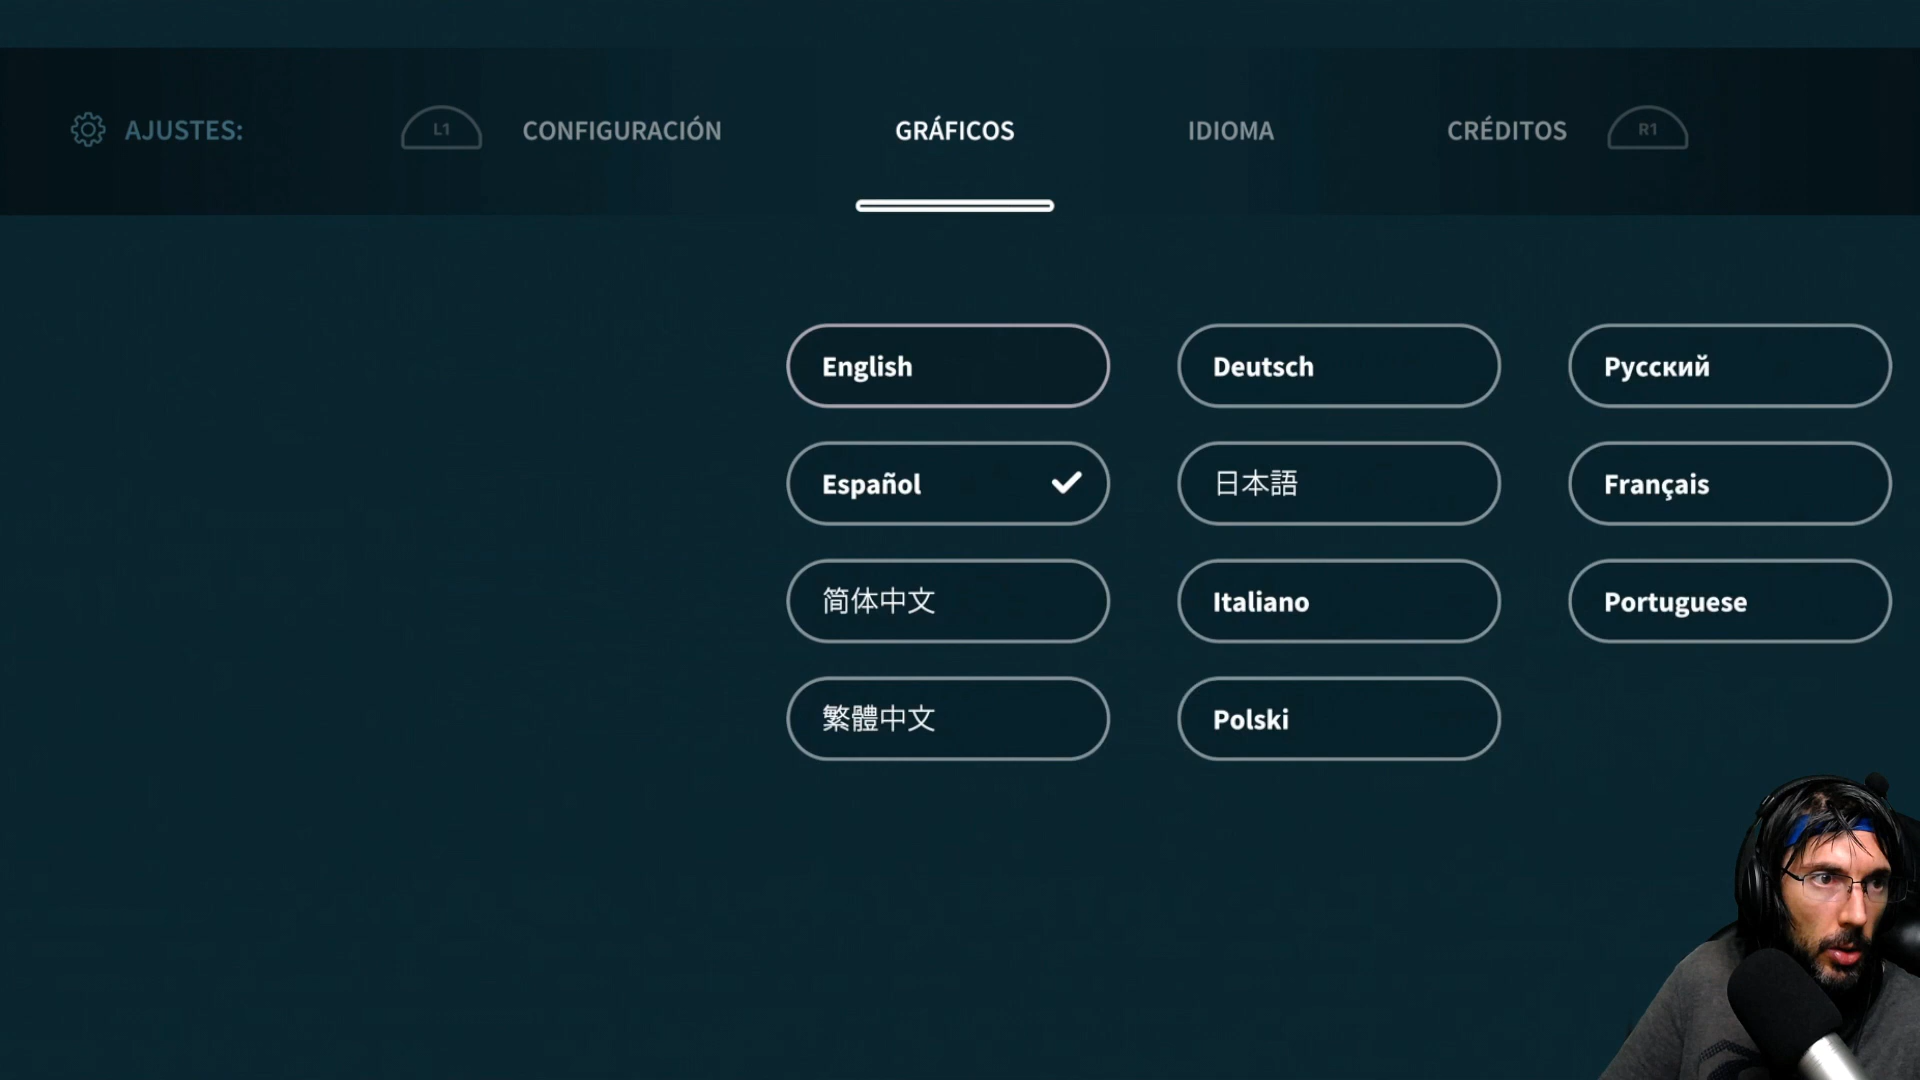 AJUSTES:
L1
CONFIGURACIÓN
GRÁFICOS
IDIOMA
CRÉDITOS
R1
English
Deutsch
Русский
Español
日本語
Français
简体中文
Italiano
Portuguese
繁體中文
Polski